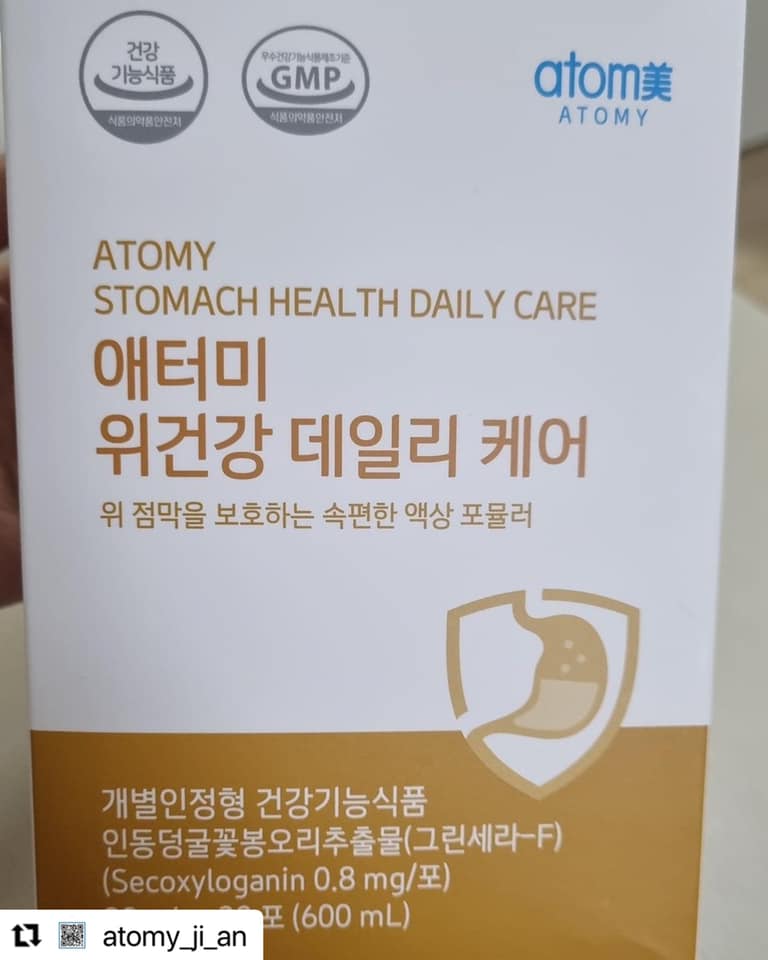 건강
기능식품
식품의약품안전처
우수건강기능식품제조기준
GMP
식품의약품안전처
atom美
ATOMY
ATOMY
STOMACH HEALTH DAILY CARE
애터미
위건강 데일리 케어
위 점막을 보호하는 속편한 액상 포뮬러
개별인정형 건강기능식품
인동덩굴꽃봉오리추출물(그린세라-F)
(Secoxyloganin 0.8 mg/포)
포 (600 mL)
atomy_ji_an